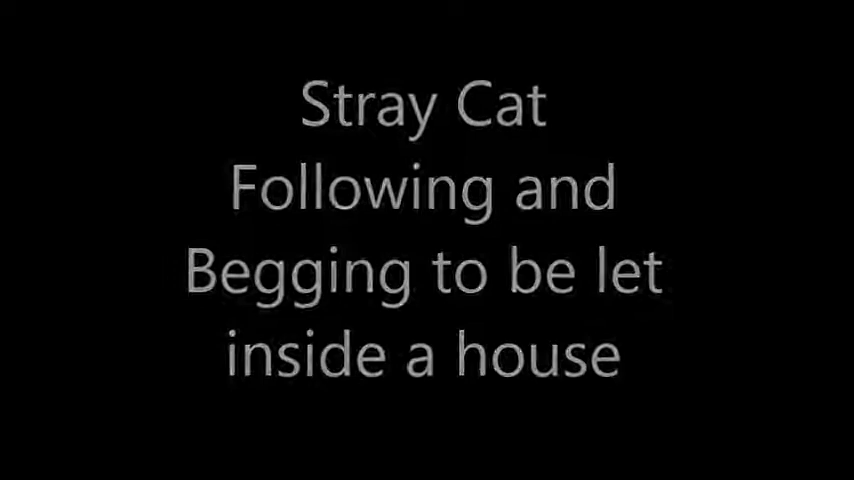 Stray Cat
Following and
Begging to be let
inside a house